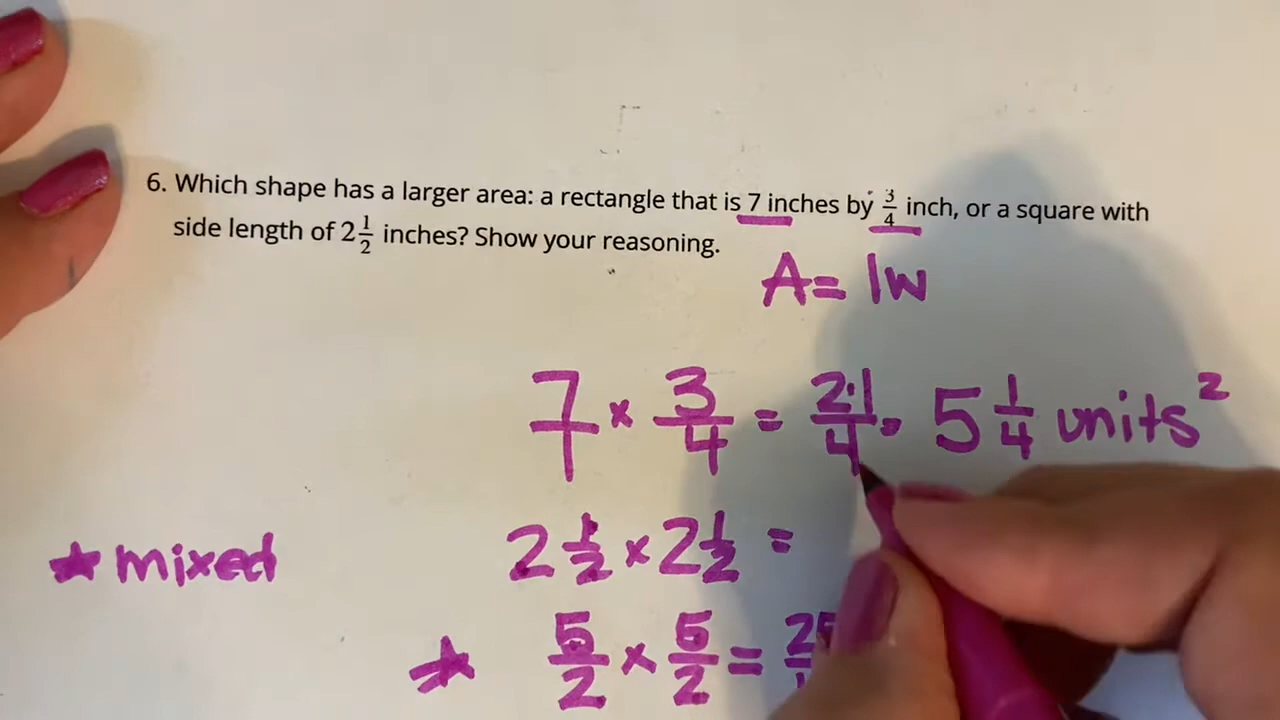 6. Which shape has a larger area: a rectangle that is 7 inches by 3/4 inch, or a square with
side length of 2 1/2 inches? Show your reasoning.
A = lw
7/1 × 3/4 = 21/4 = 5 1/4 units²
2 1/2 × 2 1/2 =
* mixed
* 5/2 × 5/2 =